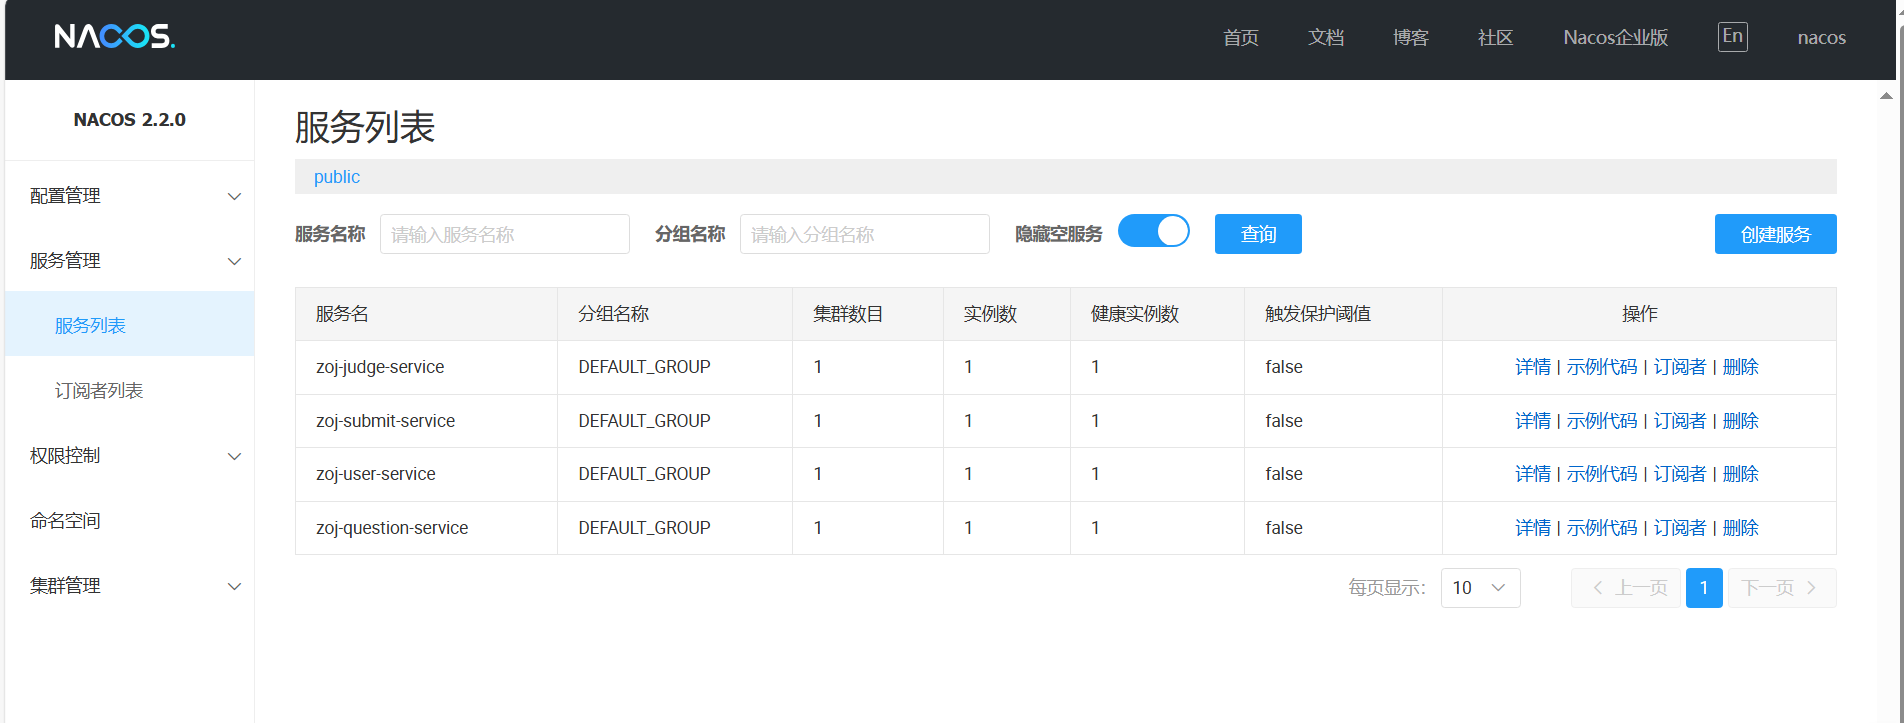 NACOS.
首页 文档 博客 社区 Nacos企业版 En nacos
NACOS 2.2.0
配置管理
服务管理
服务列表
订阅者列表
权限控制
命名空间
集群管理
服务列表
public
服务名称 请输入服务名称 分组名称 请输入分组名称 隐藏空服务 查询 创建服务
服务名 分组名称 集群数目 实例数 健康实例数 触发保护阈值 操作
zoj-judge-service DEFAULT_GROUP 1 1 1 false 详情 | 示例代码 | 订阅者 | 删除
zoj-submit-service DEFAULT_GROUP 1 1 1 false 详情 | 示例代码 | 订阅者 | 删除
zoj-user-service DEFAULT_GROUP 1 1 1 false 详情 | 示例代码 | 订阅者 | 删除
zoj-question-service DEFAULT_GROUP 1 1 1 false 详情 | 示例代码 | 订阅者 | 删除
每页显示: 10 上一页 1 下一页